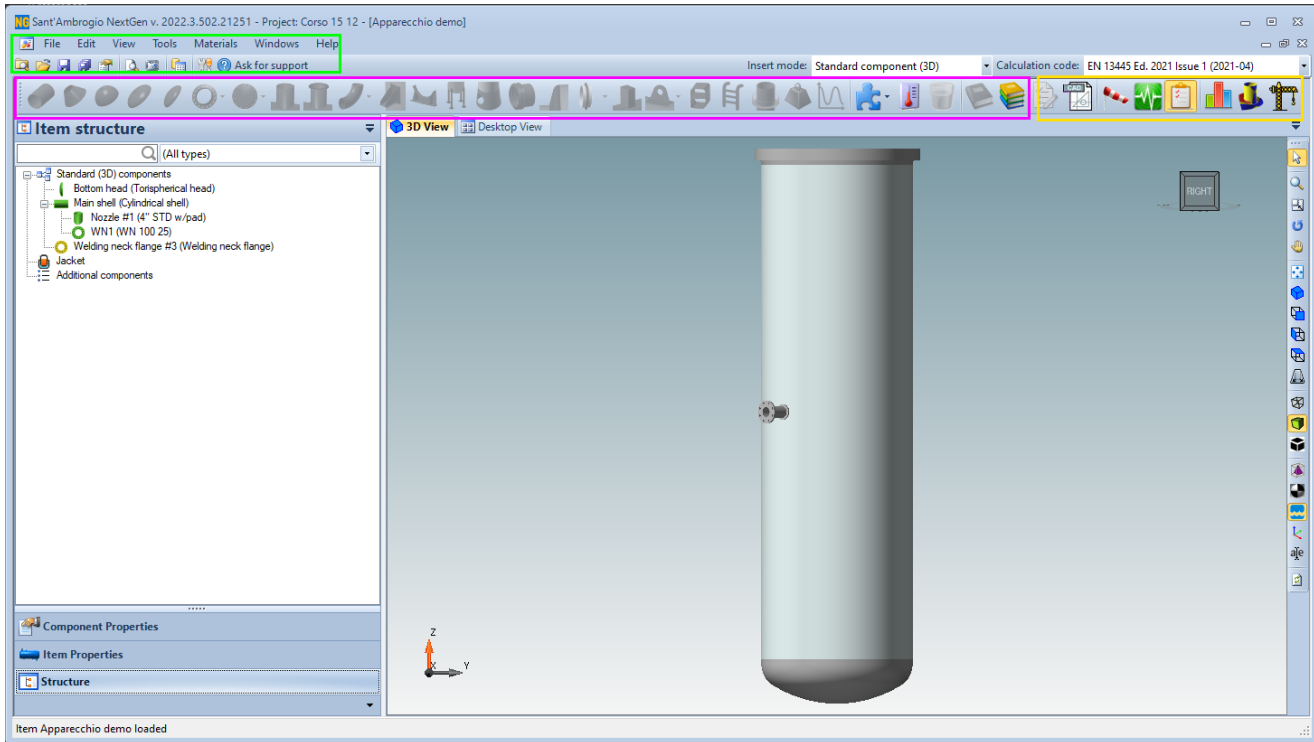 NG Sant'Ambrogio NextGen v. 2022.3.502.21251 - Project: Corso 15 12 - [Apparecchio demo]
File Edit View Tools Materials Windows Help
Ask for support Insert mode: Standard component (3D) Calculation code: EN 13445 Ed. 2021 Issue 1 (2021-04)
CAD
Item structure 3D View Desktop View
(All types)
Standard (3D) components
Bottom head (Torispherical head)
Main shell (Cylindrical shell)
Nozzle #1 (4" STD w/pad)
WN1 (WN 100 25)
Welding neck flange #3 (Welding neck flange)
Jacket
Additional components
RIGHT
Component Properties
Item Properties
Structure
Z
X Y
Item Apparecchio demo loaded